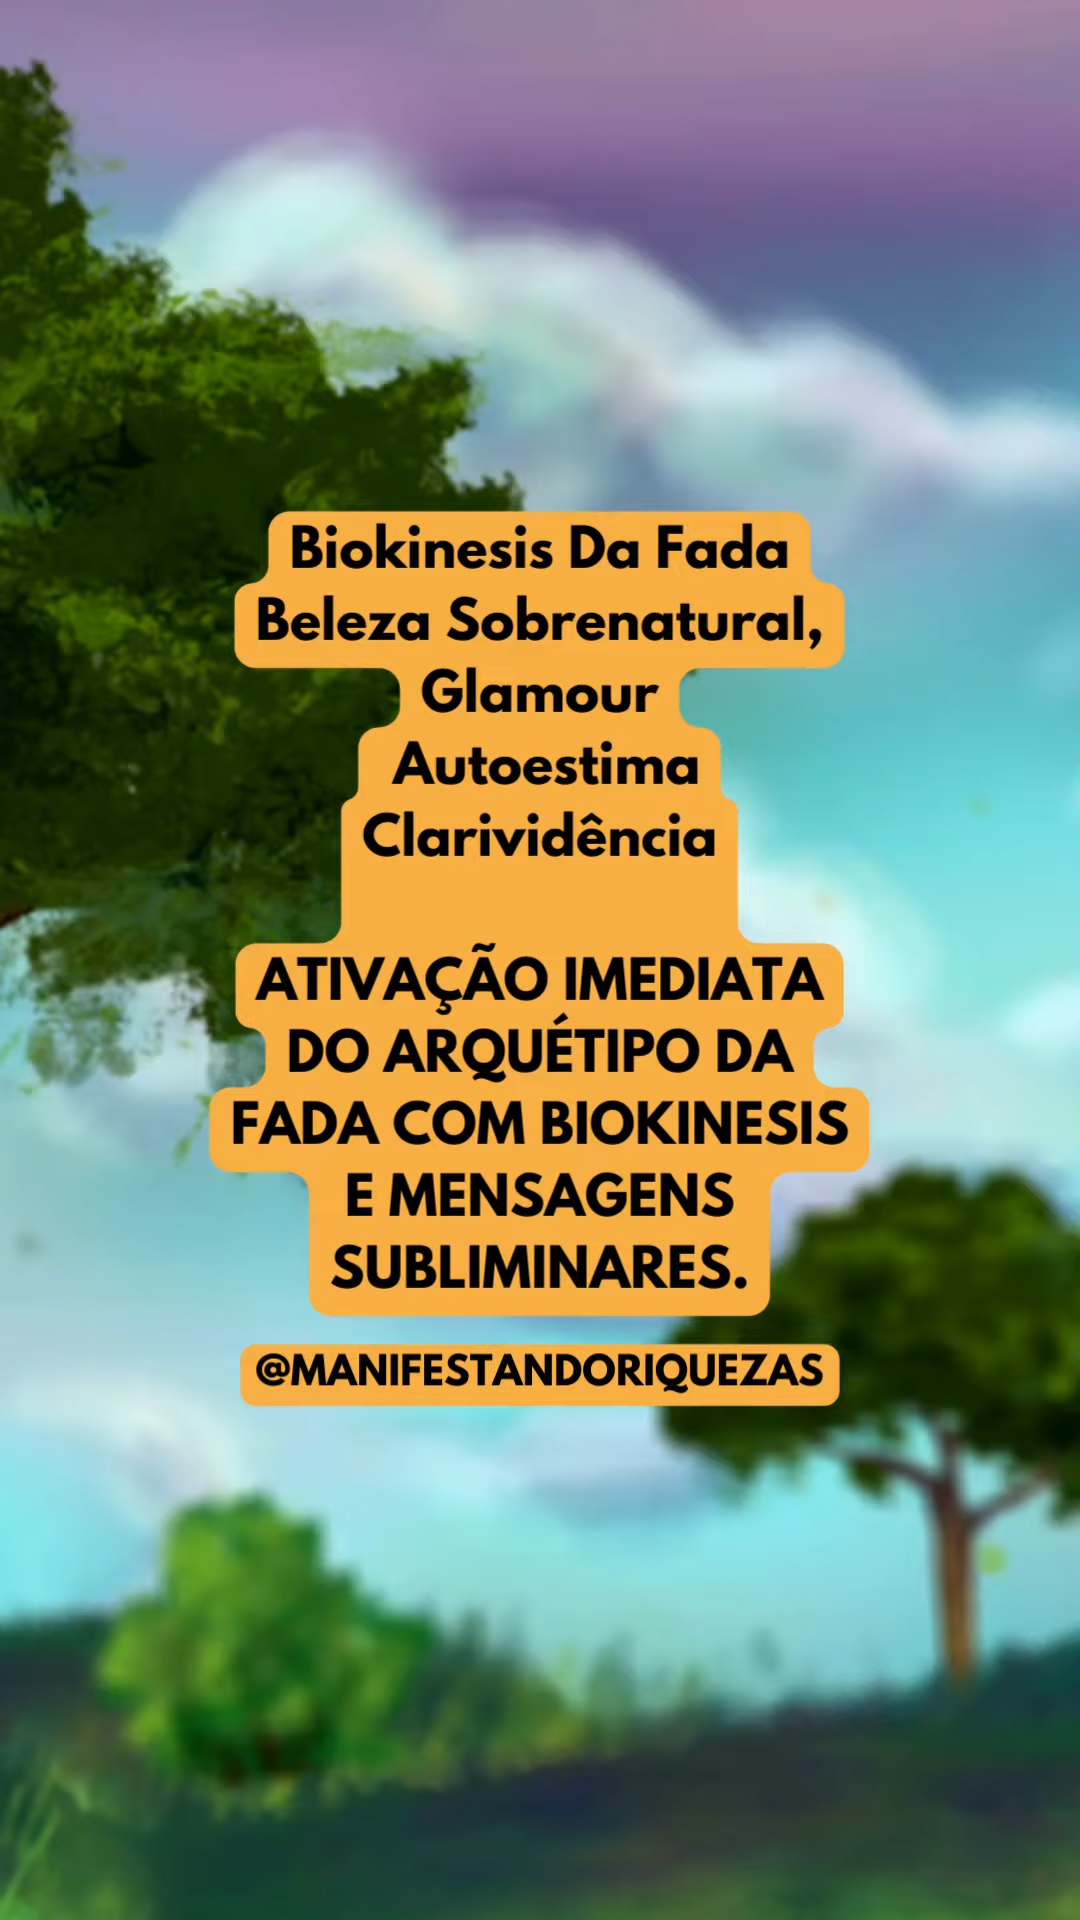 Biokinesis Da Fada
Beleza Sobrenatural,
Glamour
Autoestima
Clarividência
ATIVAÇÃO IMEDIATA
DO ARQUÉTIPO DA
FADA COM BIOKINESIS
E MENSAGENS
SUBLIMINARES.
@MANIFESTANDORIQUEZAS